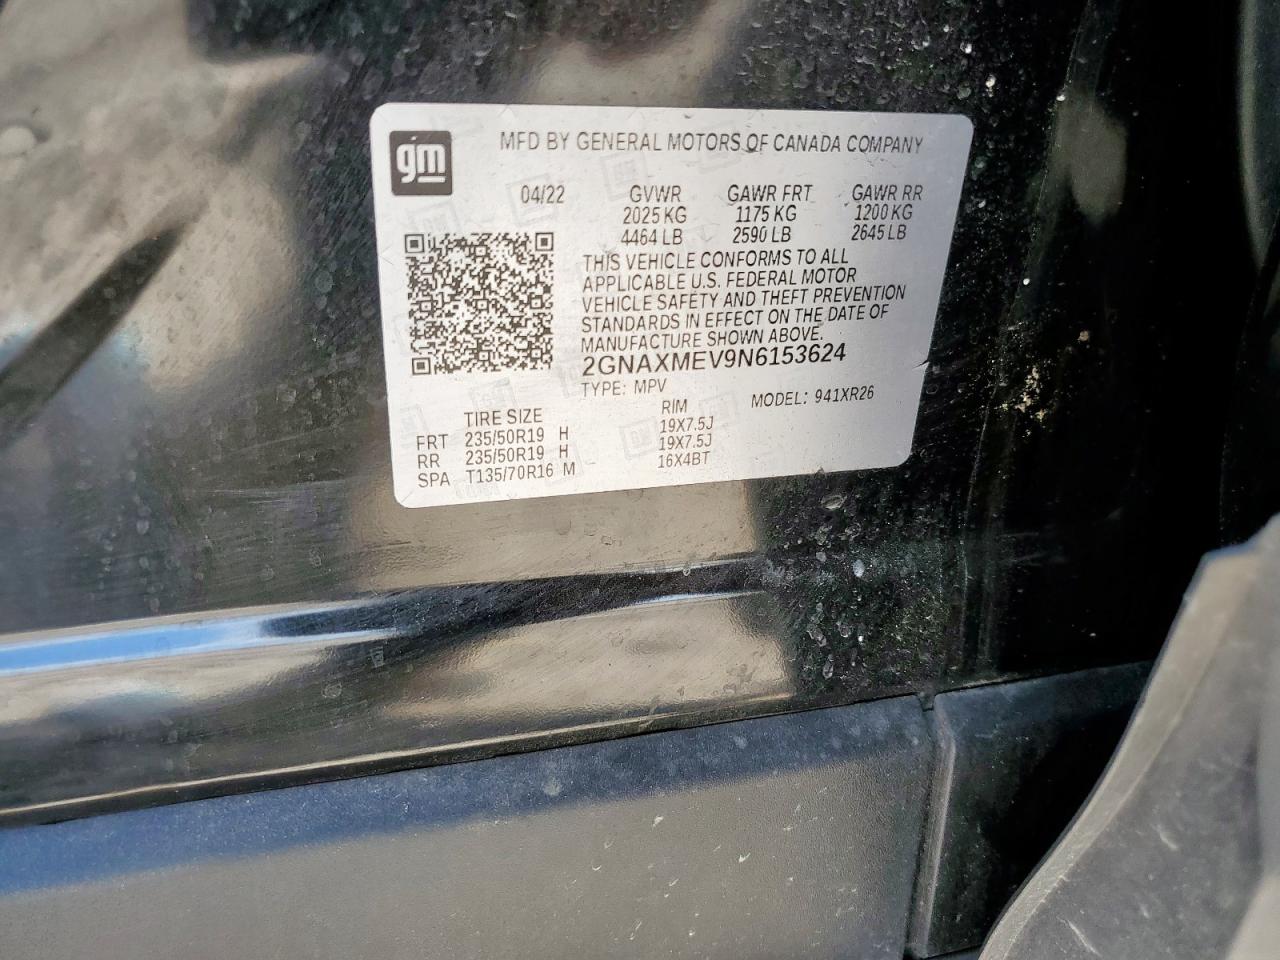 gm
MFD BY GENERAL MOTORS OF CANADA COMPANY
04/22 GVWR GAWR FRT GAWR RR
2025 KG 1175 KG 1200 KG
4464 LB 2590 LB 2645 LB
THIS VEHICLE CONFORMS TO ALL
APPLICABLE U.S. FEDERAL MOTOR
VEHICLE SAFETY AND THEFT PREVENTION
STANDARDS IN EFFECT ON THE DATE OF
MANUFACTURE SHOWN ABOVE.
2GNAXMEV9N6153624
TYPE: MPV MODEL: 941XR26
TIRE SIZE RIM
FRT 235/50R19 H 19X7.5J
RR 235/50R19 H 19X7.5J
SPA T135/70R16 M 16X4BT